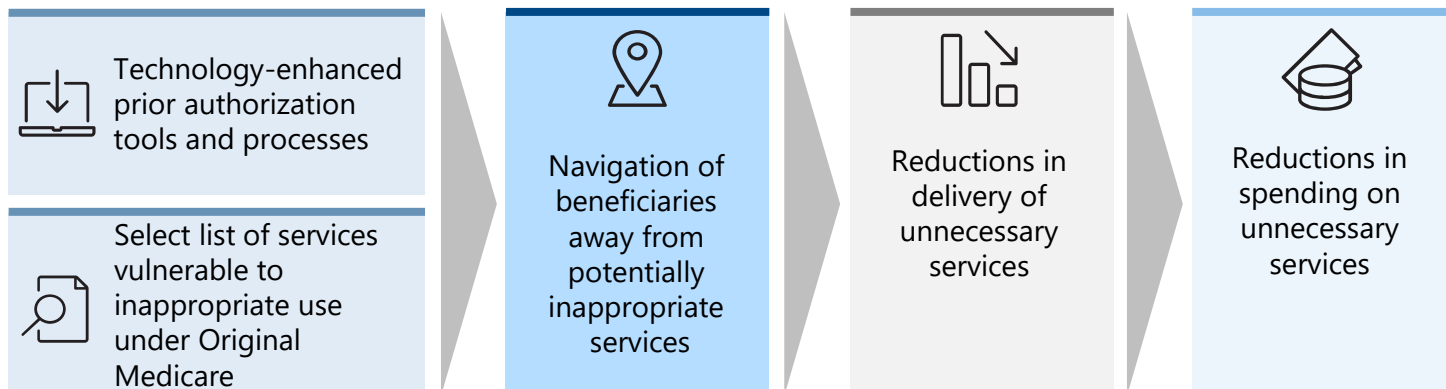 Technology-enhanced
prior authorization
tools and processes
Select list of services
vulnerable to
inappropriate use
under Original
Medicare
Navigation of
beneficiaries
away from
potentially
inappropriate
services
Reductions in
delivery of
unnecessary
services
Reductions in
spending on
unnecessary
services